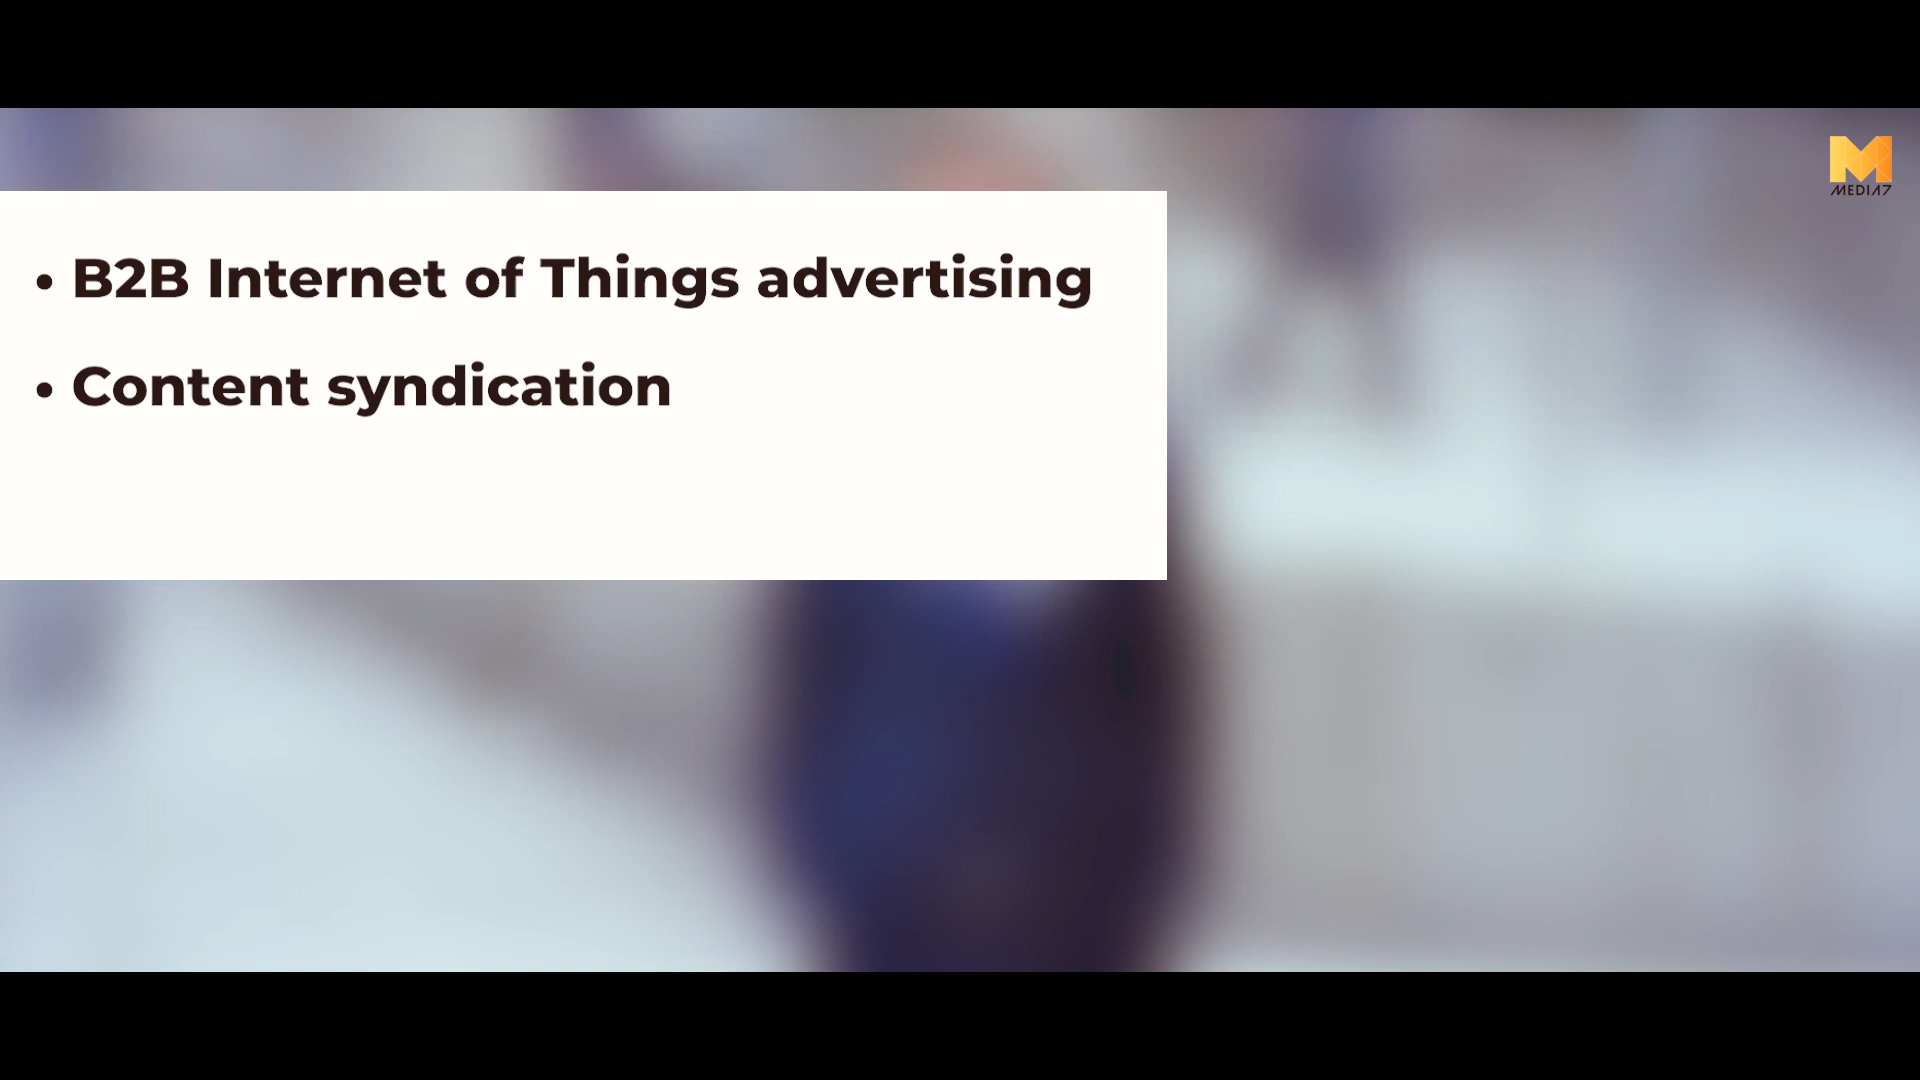 • B2B Internet of Things advertising
• Content syndication
MEDIA7